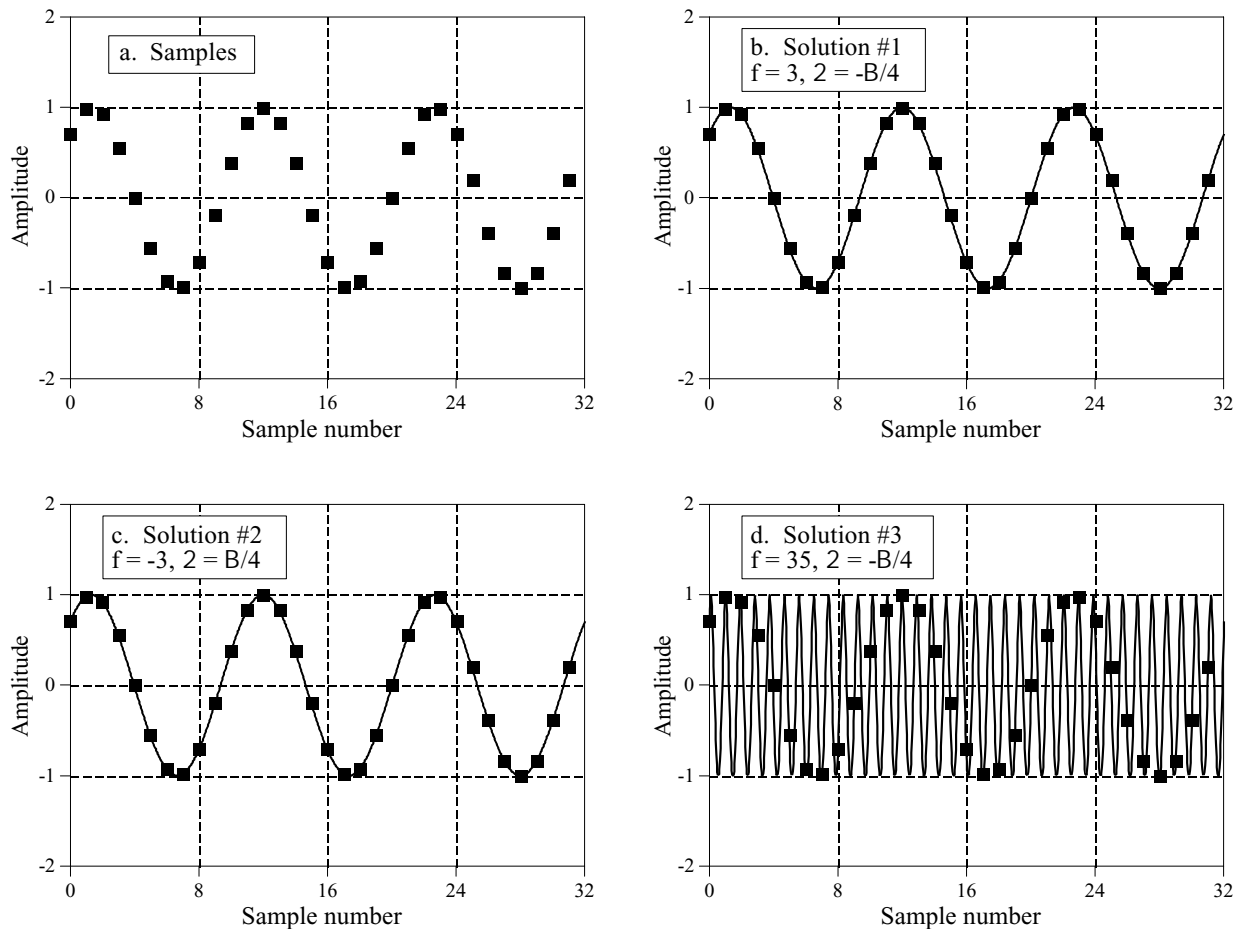 a. Samples
2
1
0
-1
-2
Amplitude
0 8 16 24 32
Sample number
b. Solution #1
f = 3, 2 = -B/4
2
1
0
-1
-2
Amplitude
0 8 16 24 32
Sample number
c. Solution #2
f = -3, 2 = B/4
2
1
0
-1
-2
Amplitude
0 8 16 24 32
Sample number
d. Solution #3
f = 35, 2 = -B/4
2
1
0
-1
-2
Amplitude
0 8 16 24 32
Sample number